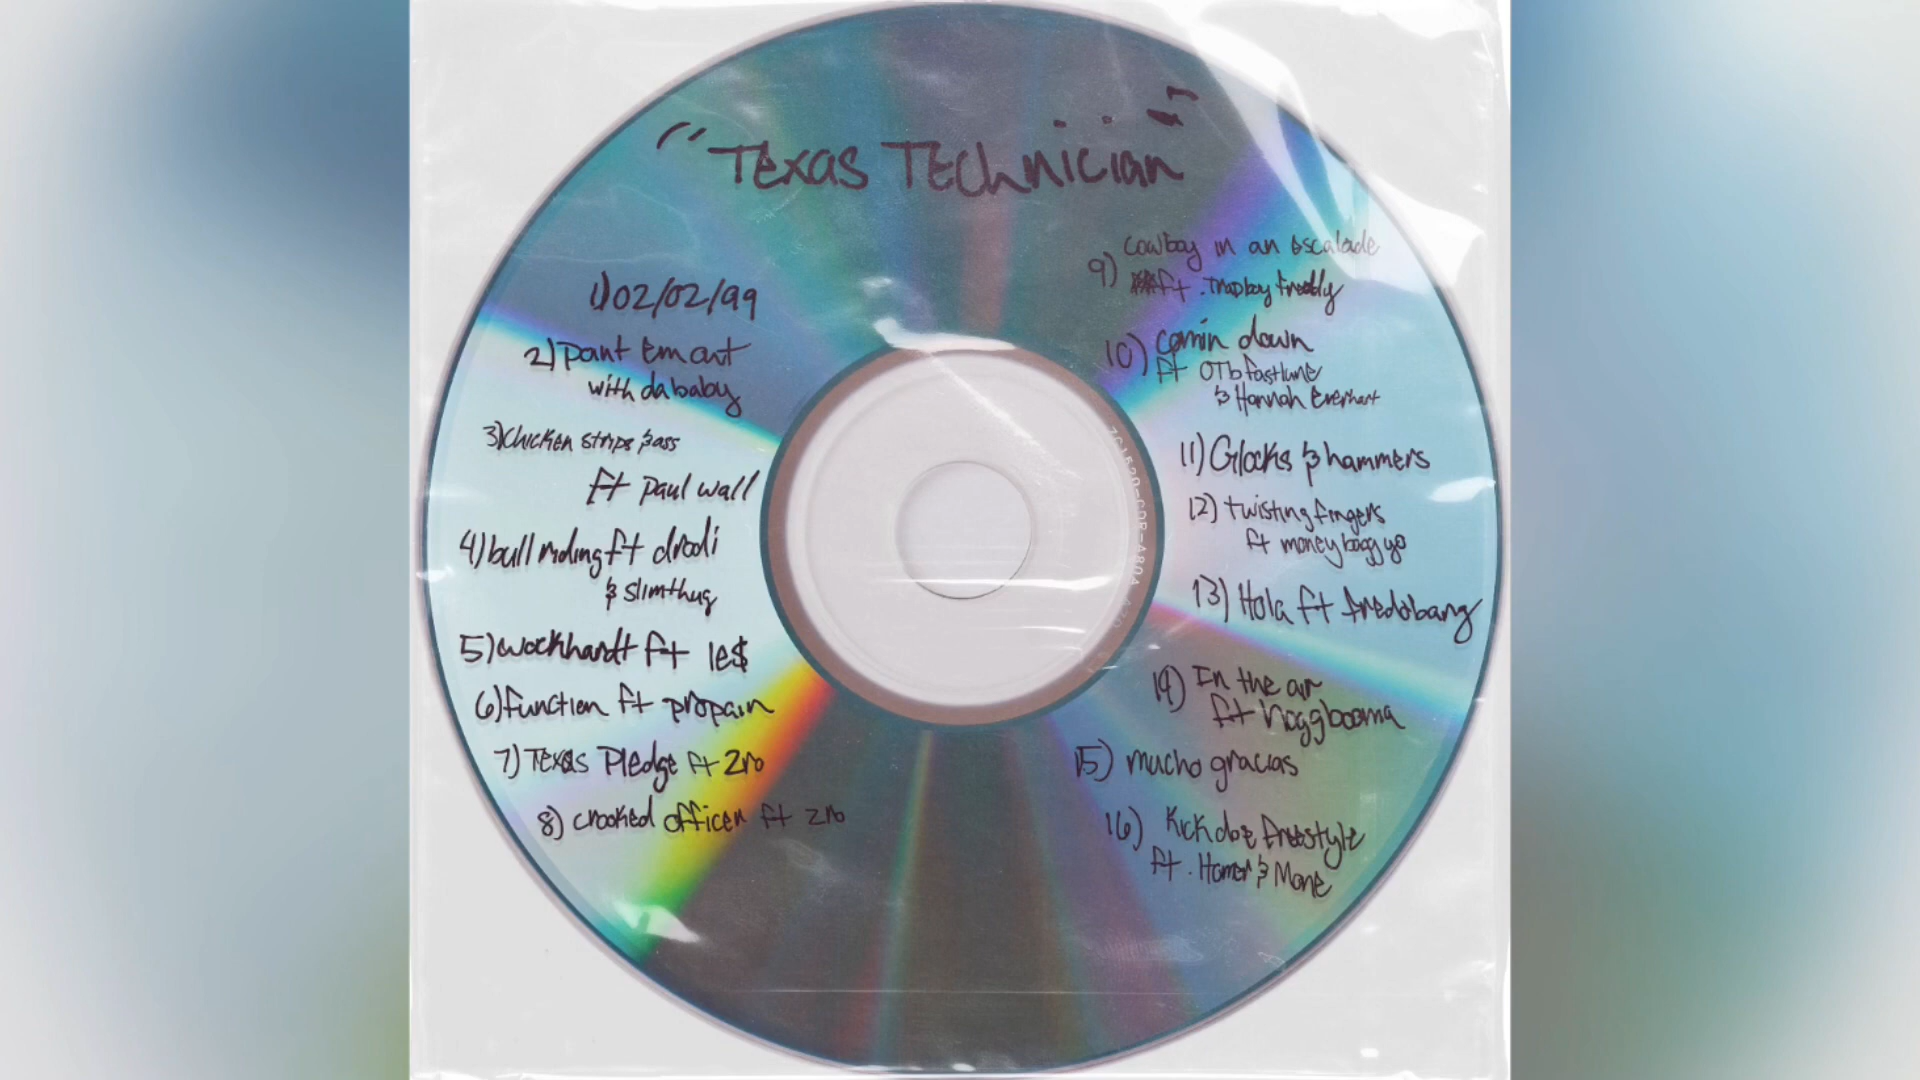 "Texas Technician"
1) 02/02/99
2) paint em out
with dababy
3) chicken strips & ass
ft paul wall
4) bull riding ft drodi
& slimthug
5) wockhardt ft le$
6) function ft propain
7) Texas Pledge ft Zro
8) crooked officer ft zro
9) cowboy in an escalade
ft. Trapboy freddy
10) comin down
ft OTB fastlane
& Hannah Everhart
11) Glocks & hammers
12) twisting fingers
ft moneybagg yo
13) Hola ft fredobang
14) In the air
ft hoggbooma
15) mucho gracias
16) Kick doe freestyle
ft. Homer & Mone